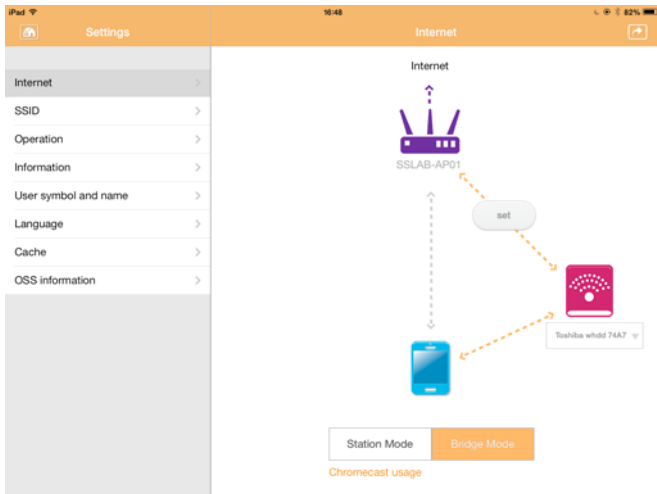 iPad 16:48 82%
Settings
Internet
Internet
SSID
Operation
Information
User symbol and name
Language
Cache
OSS information
Internet
SSLAB-AP01
set
Toshiba whdd 74A7
Station Mode
Bridge Mode
Chromecast usage